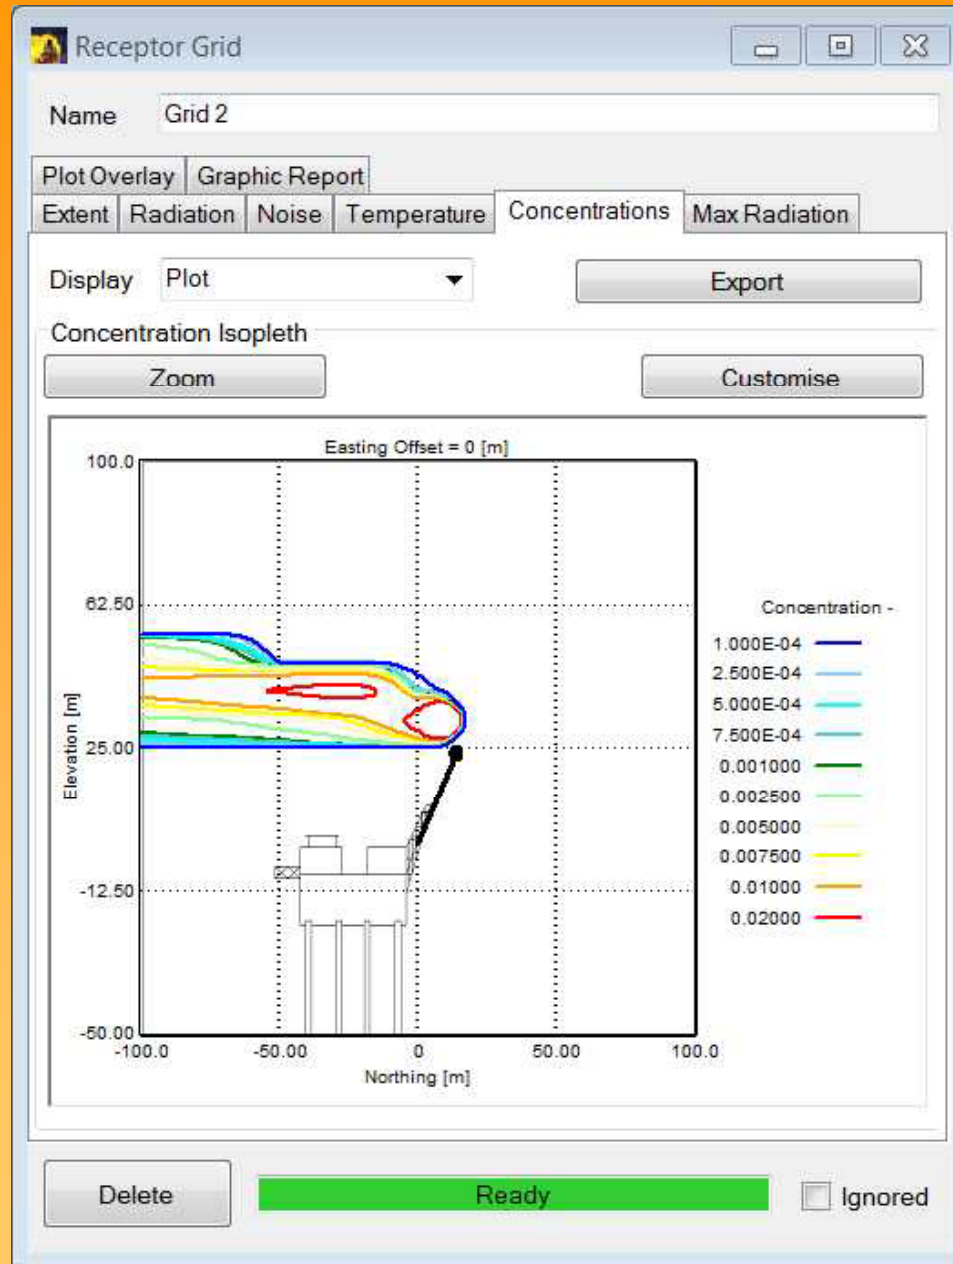 Receptor Grid
Name Grid 2
Plot Overlay Graphic Report
Extent Radiation Noise Temperature Concentrations Max Radiation
Display Plot Export
Concentration Isopleth
Zoom Customise
Easting Offset = 0 [m]
100.0
62.50
25.00
-12.50
-50.00
Elevation [m]
-100.0 -50.00 0 50.00 100.0
Northing [m]
Concentration -
1.000E-04
2.500E-04
5.000E-04
7.500E-04
0.001000
0.002500
0.005000
0.007500
0.01000
0.02000
Delete Ready Ignored